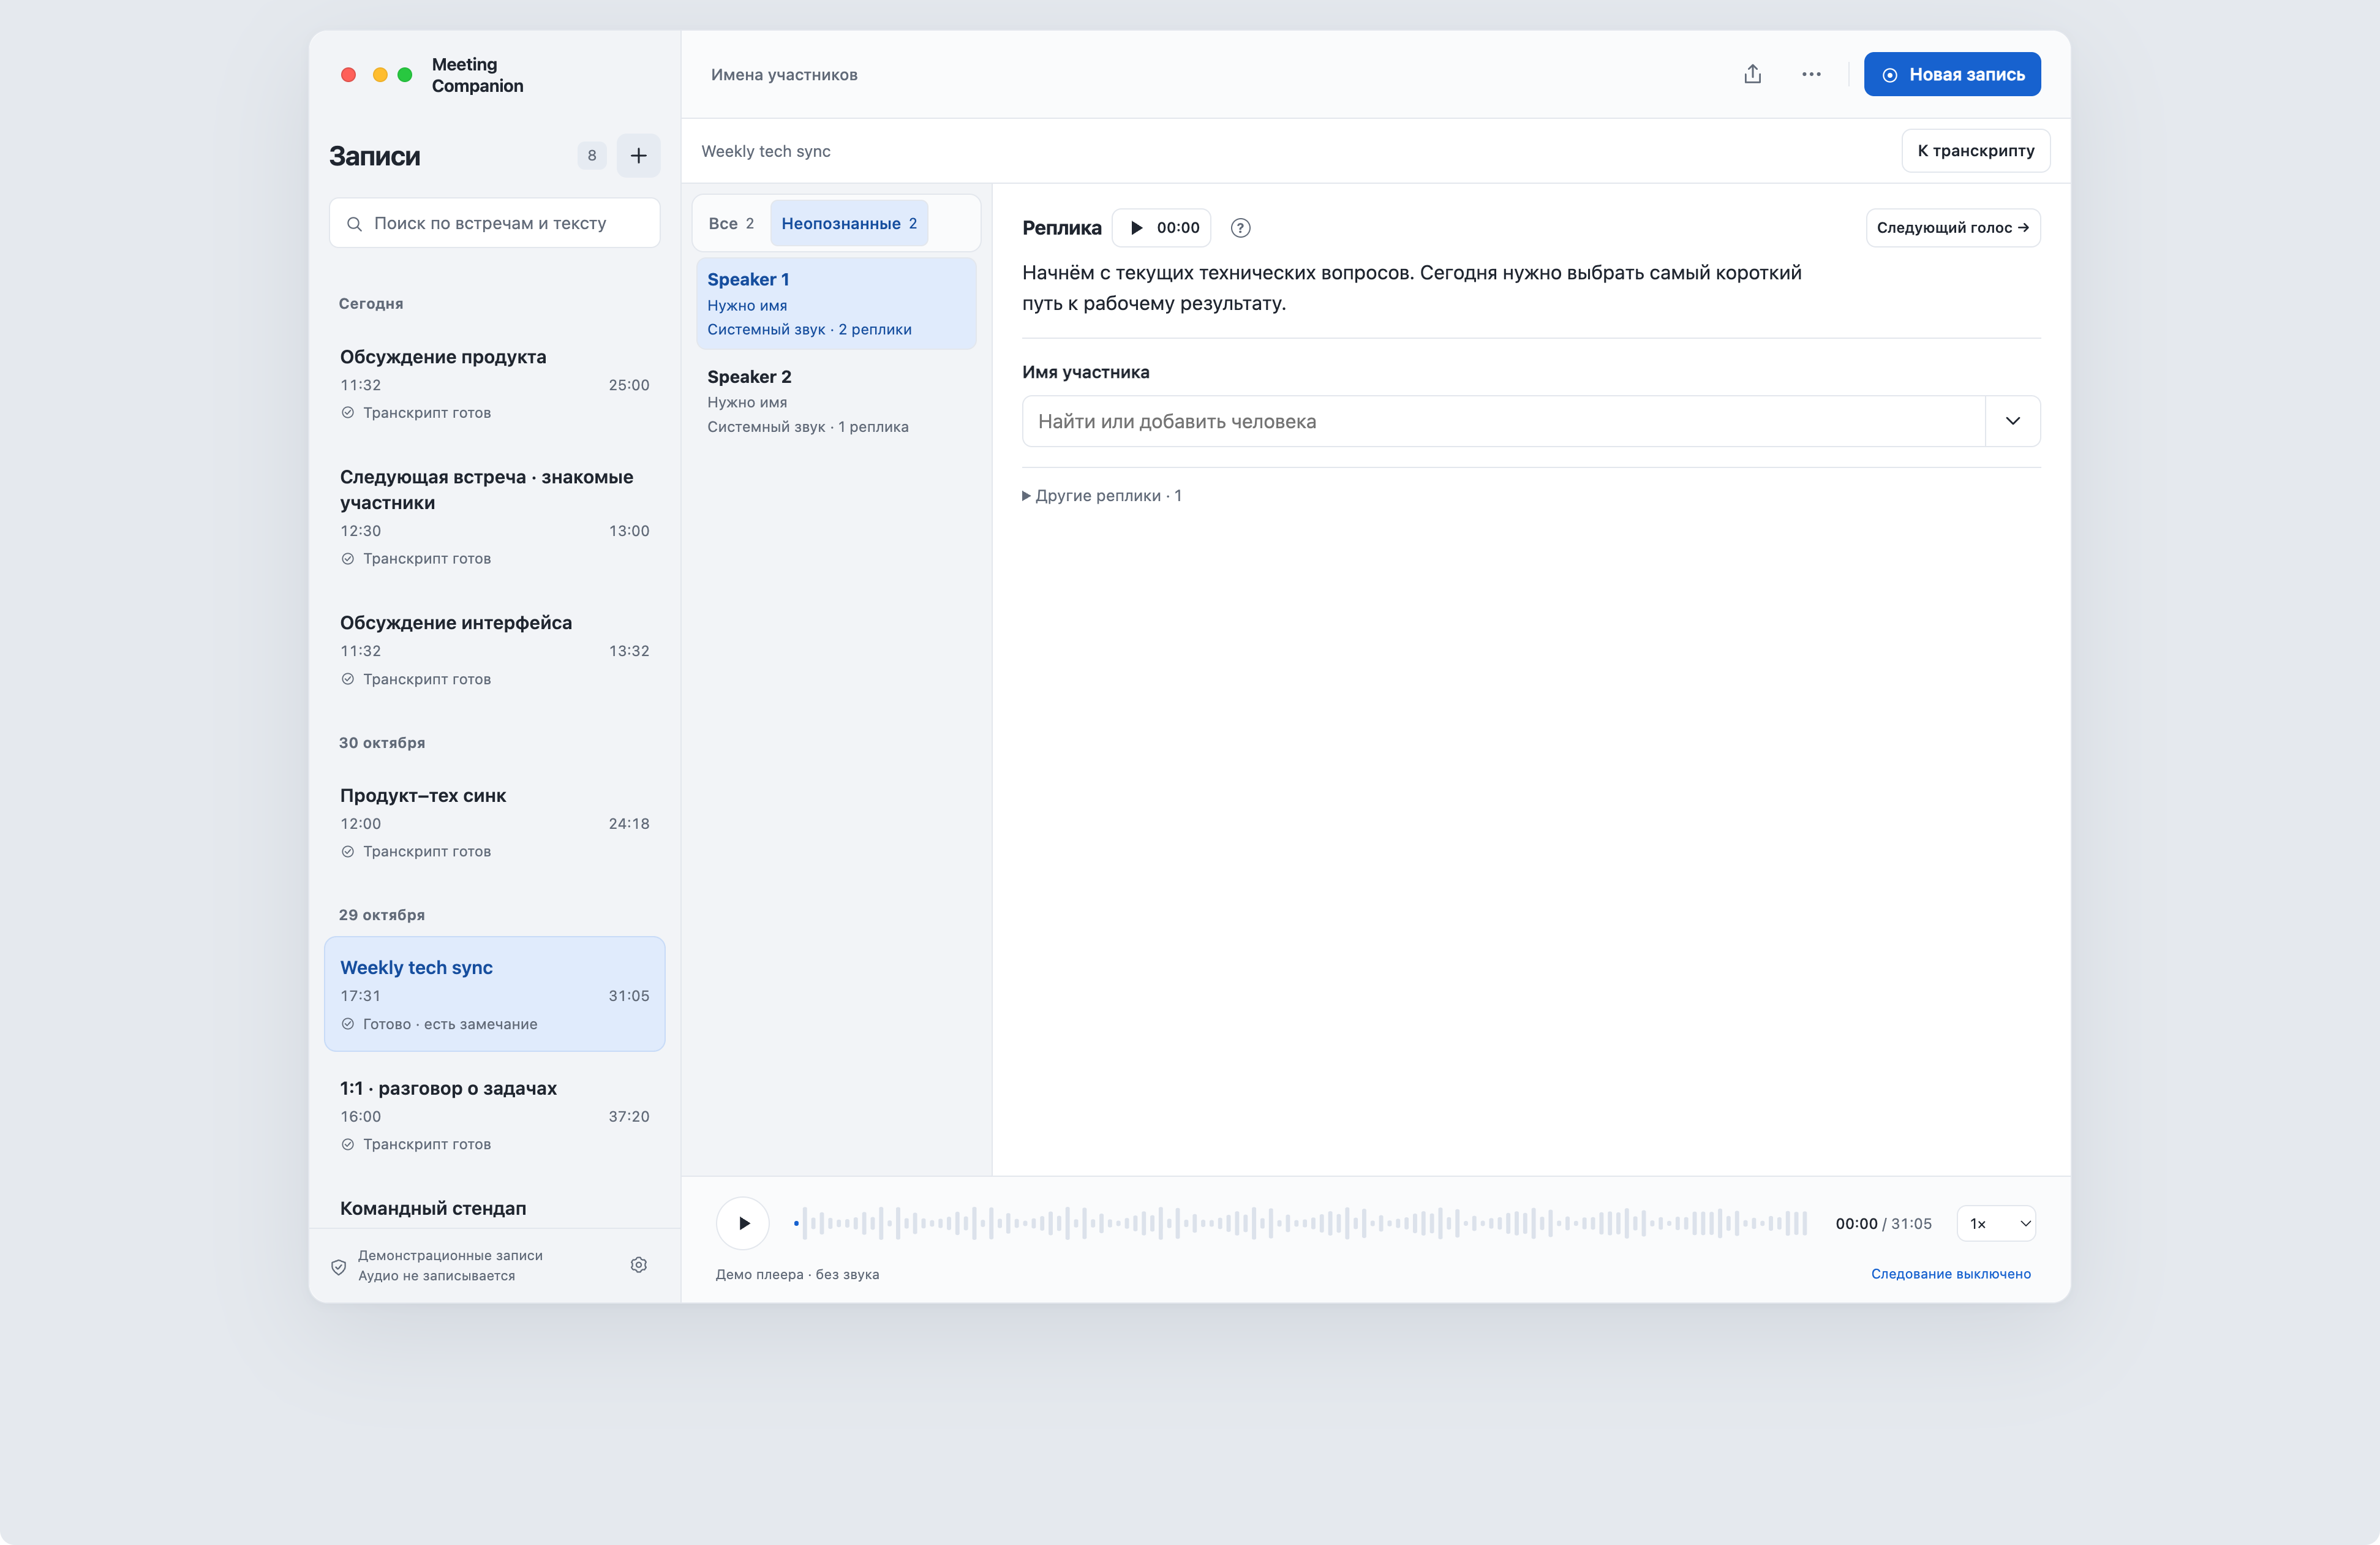 Meeting
Companion
Записи
8
Поиск по встречам и тексту
Сегодня
Обсуждение продукта
11:32 25:00
Транскрипт готов
Следующая встреча · знакомые
участники
12:30 13:00
Транскрипт готов
Обсуждение интерфейса
11:32 13:32
Транскрипт готов
30 октября
Продукт–тех синк
12:00 24:18
Транскрипт готов
29 октября
Weekly tech sync
17:31 31:05
Готово · есть замечание
1:1 · разговор о задачах
16:00 37:20
Транскрипт готов
Командный стендап
Демонстрационные записи
Аудио не записывается
Имена участников
Новая запись
Weekly tech sync
К транскрипту
Все 2 Неопознанные 2
Speaker 1
Нужно имя
Системный звук · 2 реплики
Speaker 2
Нужно имя
Системный звук · 1 реплика
Реплика 00:00 ?
Следующий голос →
Начнём с текущих технических вопросов. Сегодня нужно выбрать самый короткий
путь к рабочему результату.
Имя участника
Найти или добавить человека
Другие реплики · 1
00:00 / 31:05 1×
Демо плеера · без звука
Следование выключено